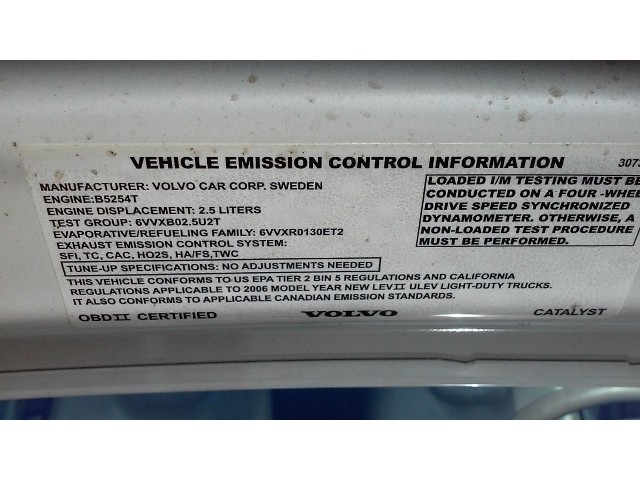 VEHICLE EMISSION CONTROL INFORMATION
MANUFACTURER: VOLVO CAR CORP. SWEDEN
ENGINE:B5254T
ENGINE DISPLACEMENT: 2.5 LITERS
TEST GROUP: 6VVXB02.5U2T
EVAPORATIVE/REFUELING FAMILY: 6VVXR0130ET2
EXHAUST EMISSION CONTROL SYSTEM:
SFI, TC, CAC, HO2S, HA/FS,TWC
TUNE-UP SPECIFICATIONS: NO ADJUSTMENTS NEEDED
THIS VEHICLE CONFORMS TO US EPA TIER 2 BIN 5 REGULATIONS AND CALIFORNIA
REGULATIONS APPLICABLE TO 2006 MODEL YEAR NEW LEVII ULEV LIGHT-DUTY TRUCKS.
IT ALSO CONFORMS TO APPLICABLE CANADIAN EMISSION STANDARDS.
LOADED I/M TESTING MUST BE
CONDUCTED ON A FOUR -WHEE
DRIVE SPEED SYNCHRONIZED
DYNAMOMETER. OTHERWISE, A
NON-LOADED TEST PROCEDURE
MUST BE PERFORMED.
OBDII CERTIFIED
VOLVO
CATALYST